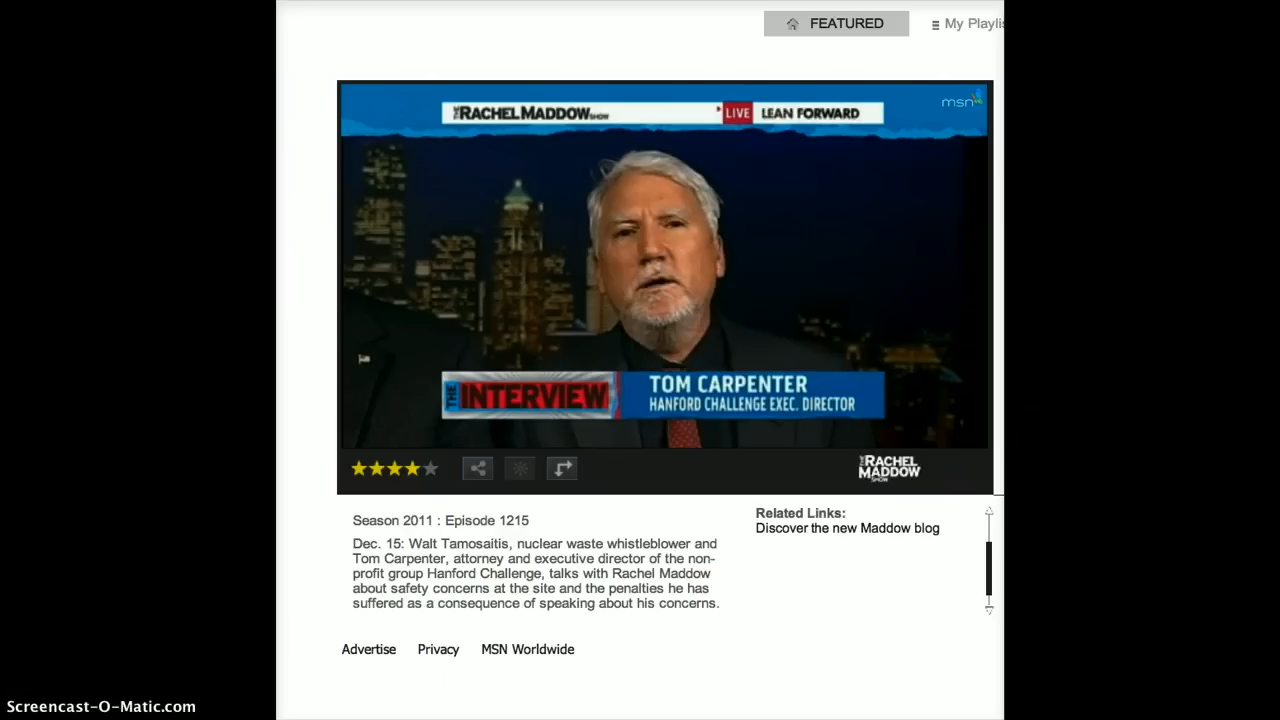 FEATURED
My Playli
msn
THE RACHEL MADDOW SHOW
LIVE
LEAN FORWARD
THE INTERVIEW
TOM CARPENTER
HANFORD CHALLENGE EXEC. DIRECTOR
THE
RACHEL
MADDOW
SHOW
Season 2011 : Episode 1215
Dec. 15: Walt Tamosaitis, nuclear waste whistleblower and
Tom Carpenter, attorney and executive director of the non-
profit group Hanford Challenge, talks with Rachel Maddow
about safety concerns at the site and the penalties he has
suffered as a consequence of speaking about his concerns.
Related Links:
Discover the new Maddow blog
Advertise
Privacy
MSN Worldwide
Screencast-O-Matic.com